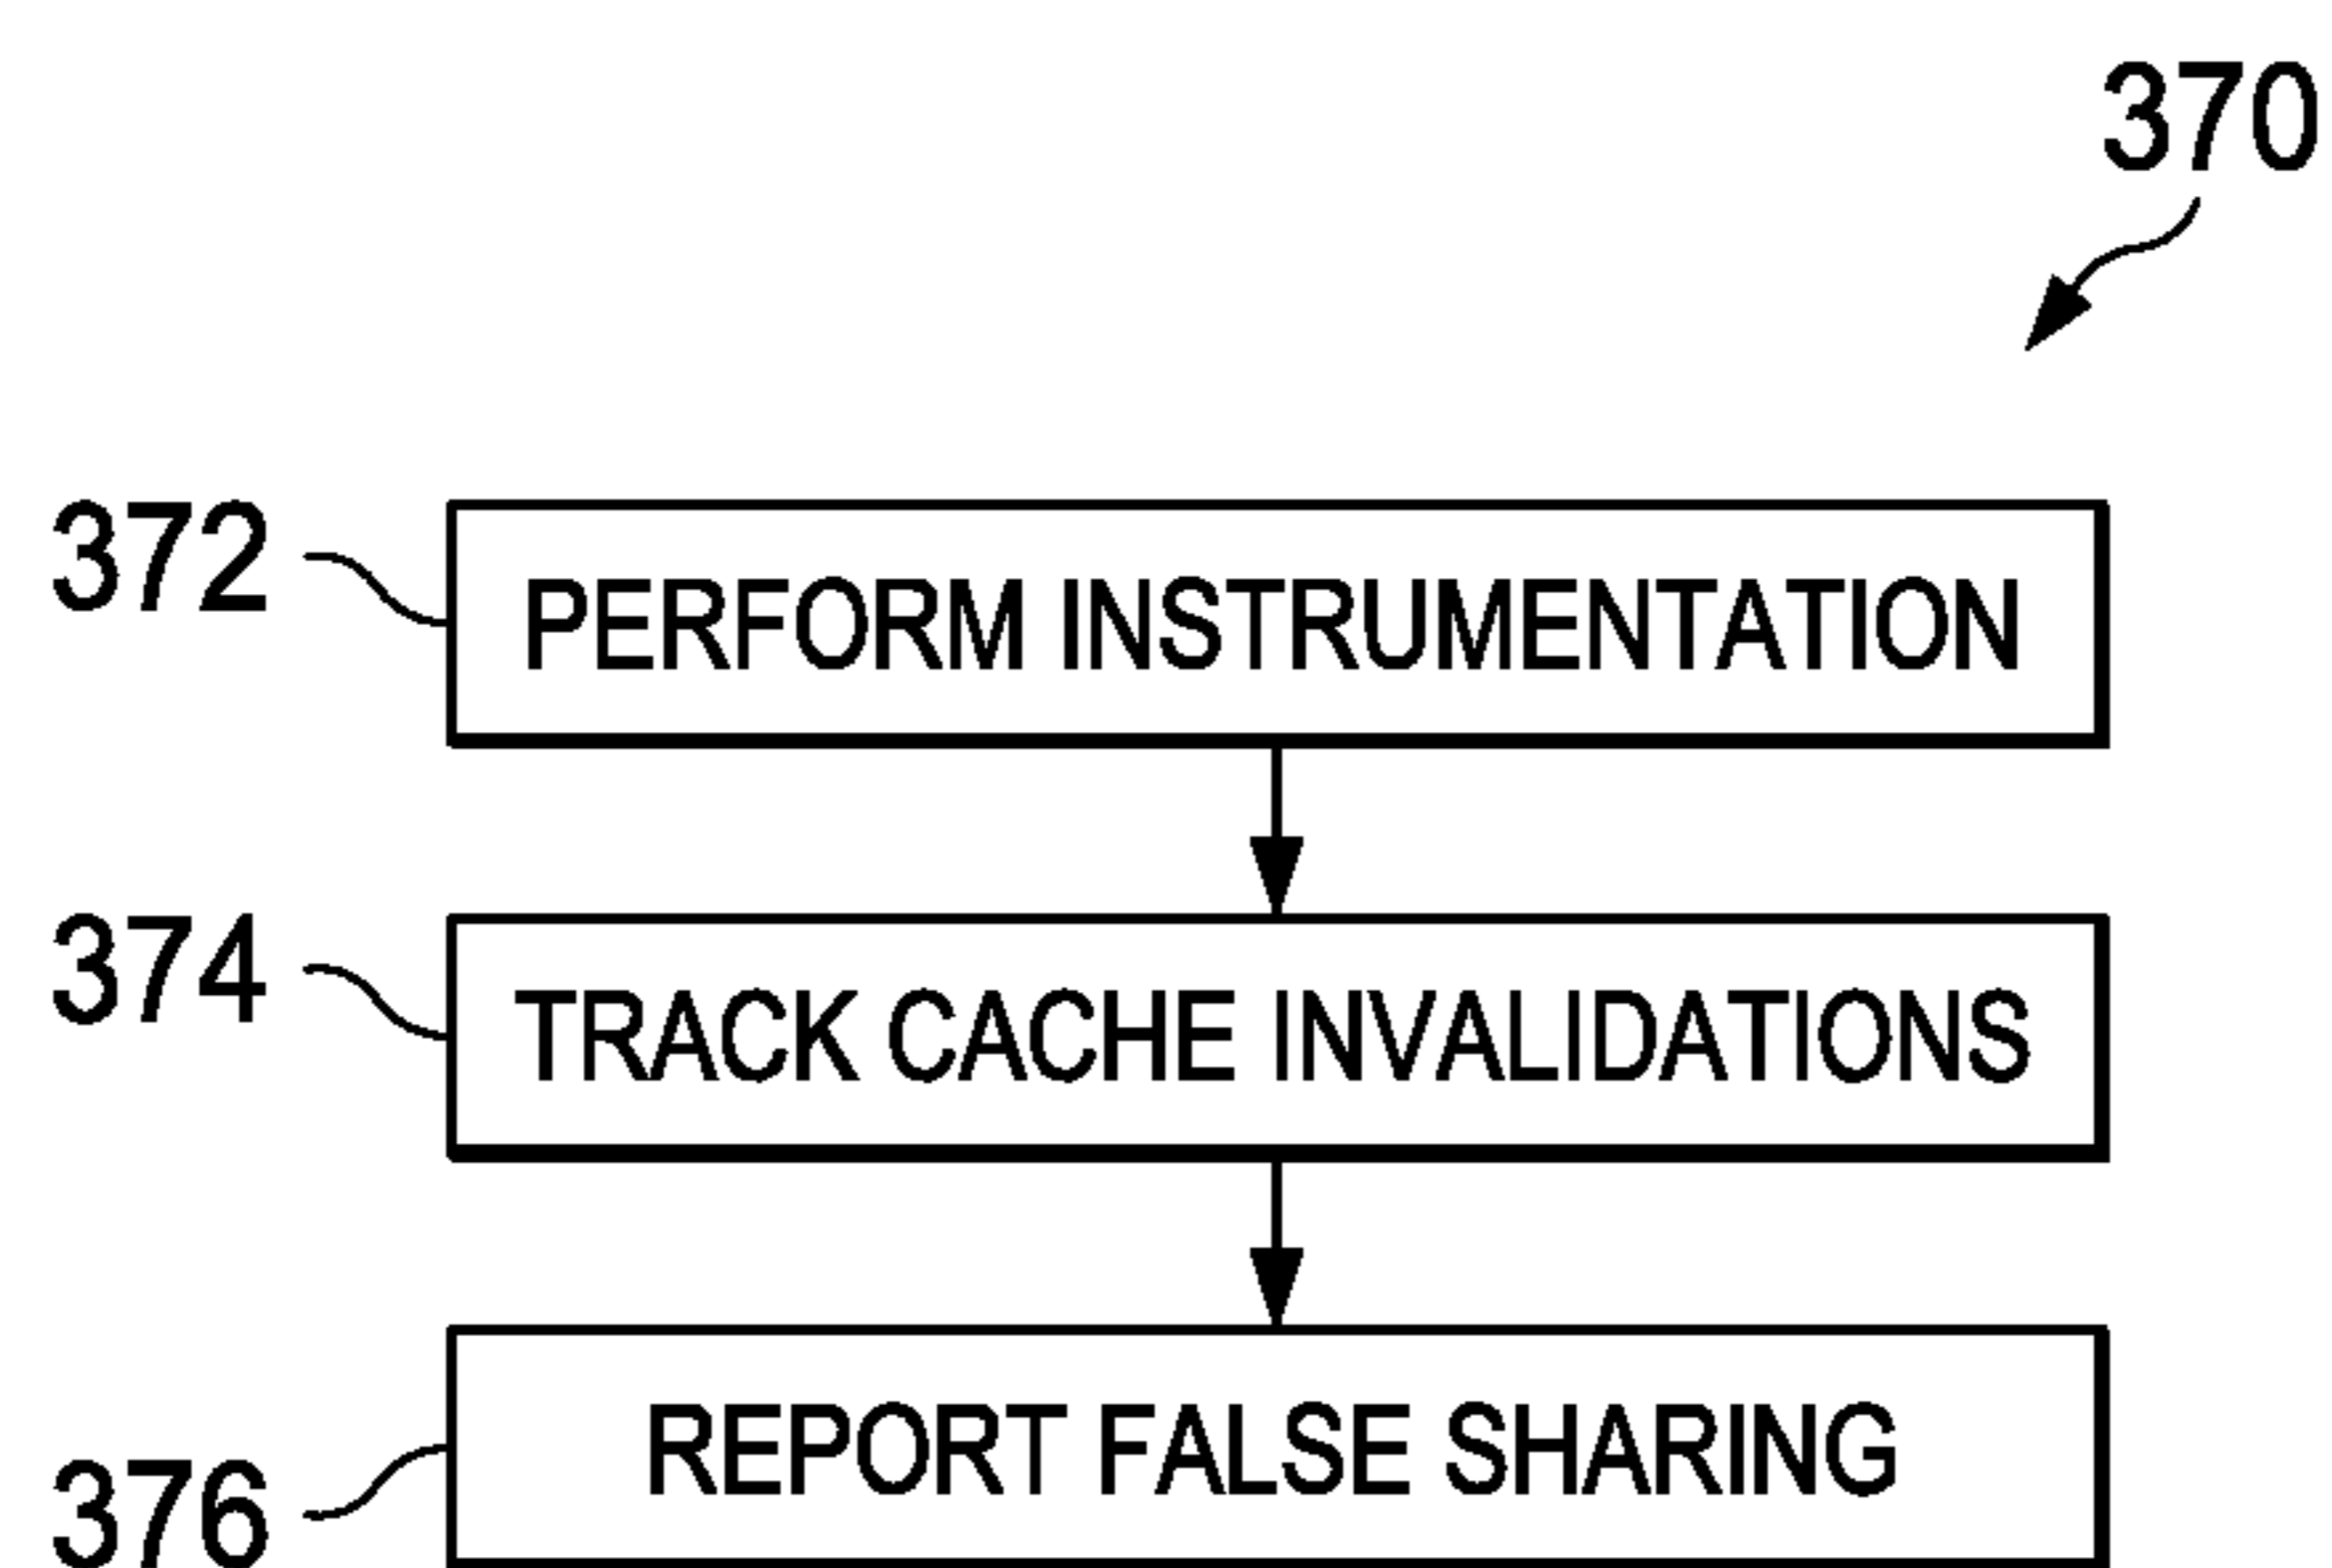 370
372
PERFORM INSTRUMENTATION
374
TRACK CACHE INVALIDATIONS
376
REPORT FALSE SHARING